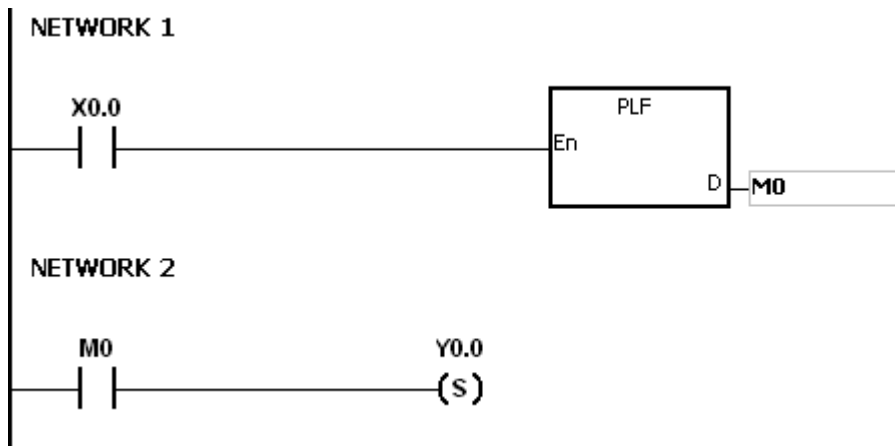 NETWORK 1
X0.0
PLF
En
D
M0
NETWORK 2
M0
Y0.0
S